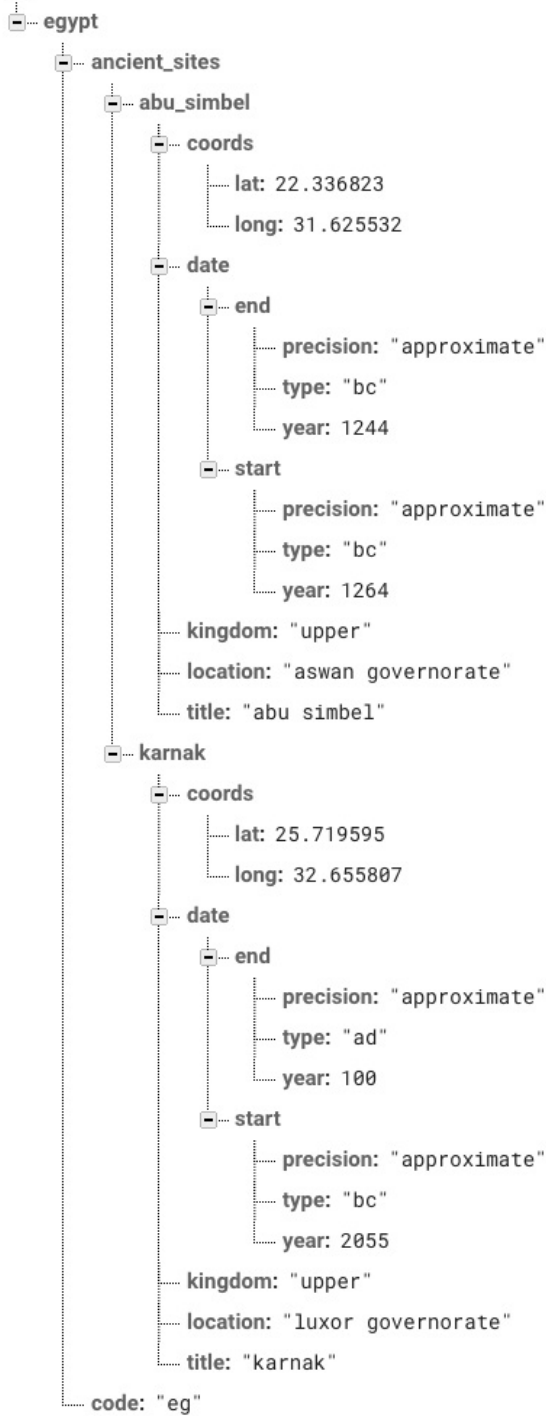 egypt
ancient_sites
abu_simbel
coords
lat: 22.336823
long: 31.625532
date
end
precision: "approximate"
type: "bc"
year: 1244
start
precision: "approximate"
type: "bc"
year: 1264
kingdom: "upper"
location: "aswan governorate"
title: "abu simbel"
karnak
coords
lat: 25.719595
long: 32.655807
date
end
precision: "approximate"
type: "ad"
year: 100
start
precision: "approximate"
type: "bc"
year: 2055
kingdom: "upper"
location: "luxor governorate"
title: "karnak"
code: "eg"